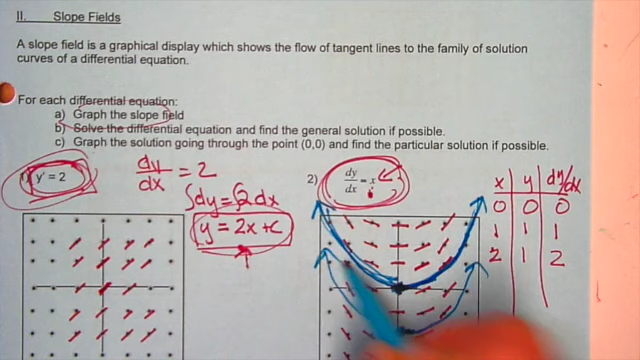 II. Slope Fields
A slope field is a graphical display which shows the flow of tangent lines to the family of solution
curves of a differential equation.
For each differential equation:
a) Graph the slope field
b) Solve the differential equation and find the general solution if possible.
c) Graph the solution going through the point (0,0) and find the particular solution if possible.
1) y' = 2
dy/dx = 2
∫dy = ∫2dx
y = 2x + c
2) dy/dx = x
x y dy/dx
0 0 0
1 1 1
2 1 2